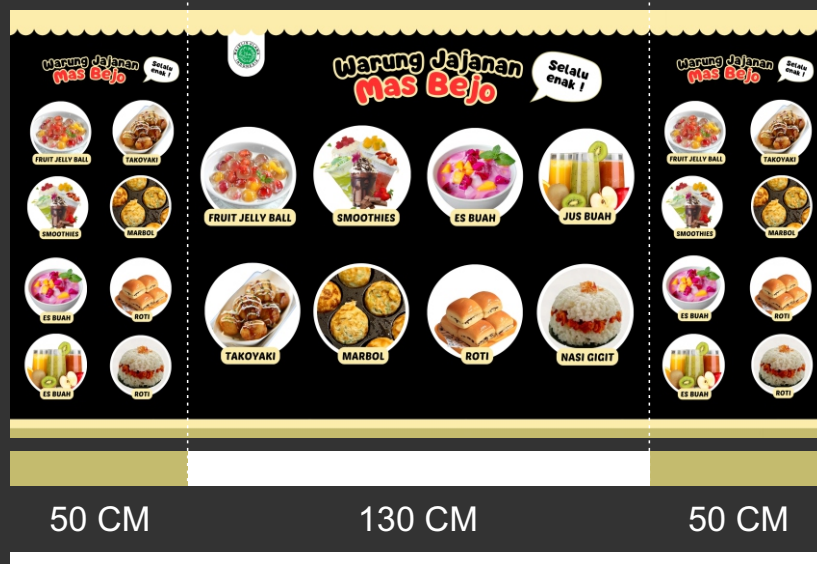 Warung Jajanan
Mas Bejo
Selalu
enak !
FRUIT JELLY BALL
TAKOYAKI
SMOOTHIES
MARBOL
ES BUAH
ROTI
ES BUAH
ROTI
Warung Jajanan
Mas Bejo
Selalu
enak !
FRUIT JELLY BALL
SMOOTHIES
ES BUAH
JUS BUAH
TAKOYAKI
MARBOL
ROTI
NASI GIGIT
Warung Jajanan
Mas Bejo
Selalu
enak !
FRUIT JELLY BALL
TAKOYAKI
SMOOTHIES
MARBOL
ES BUAH
ROTI
ES BUAH
ROTI
50 CM
130 CM
50 CM